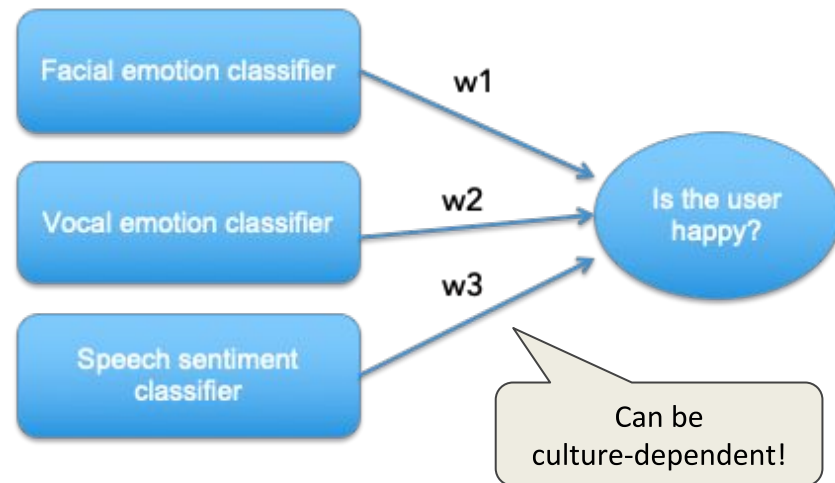 Facial emotion classifier
w1
Vocal emotion classifier
w2
Is the user
happy?
w3
Speech sentiment
classifier
Can be
culture-dependent!